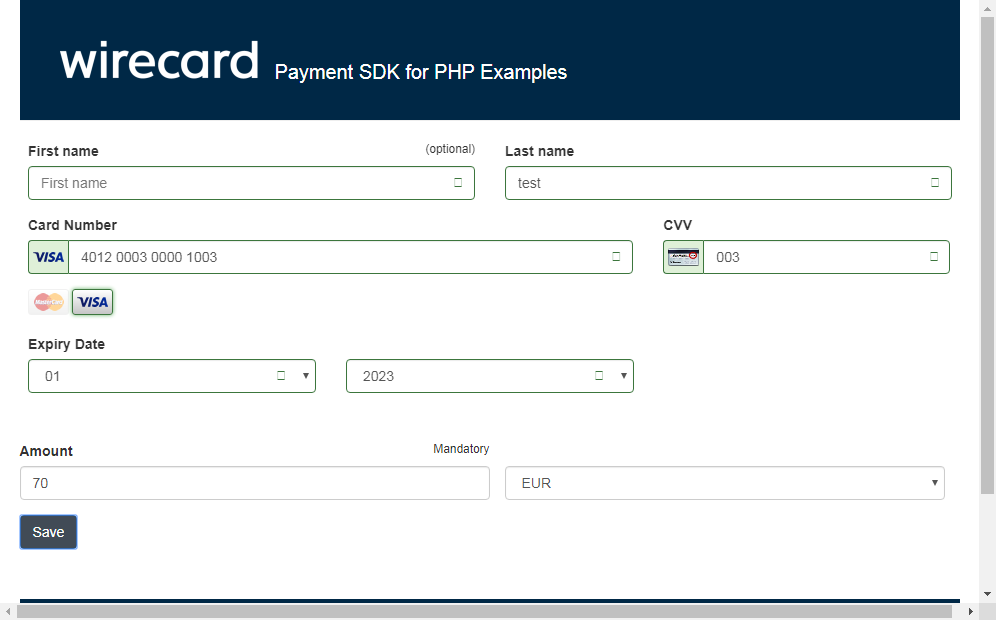 wirecard Payment SDK for PHP Examples
First name (optional) Last name
First name test
Card Number CVV
VISA 4012 0003 0000 1003 003
MasterCard VISA
Expiry Date
01 2023
Amount Mandatory
70 EUR
Save